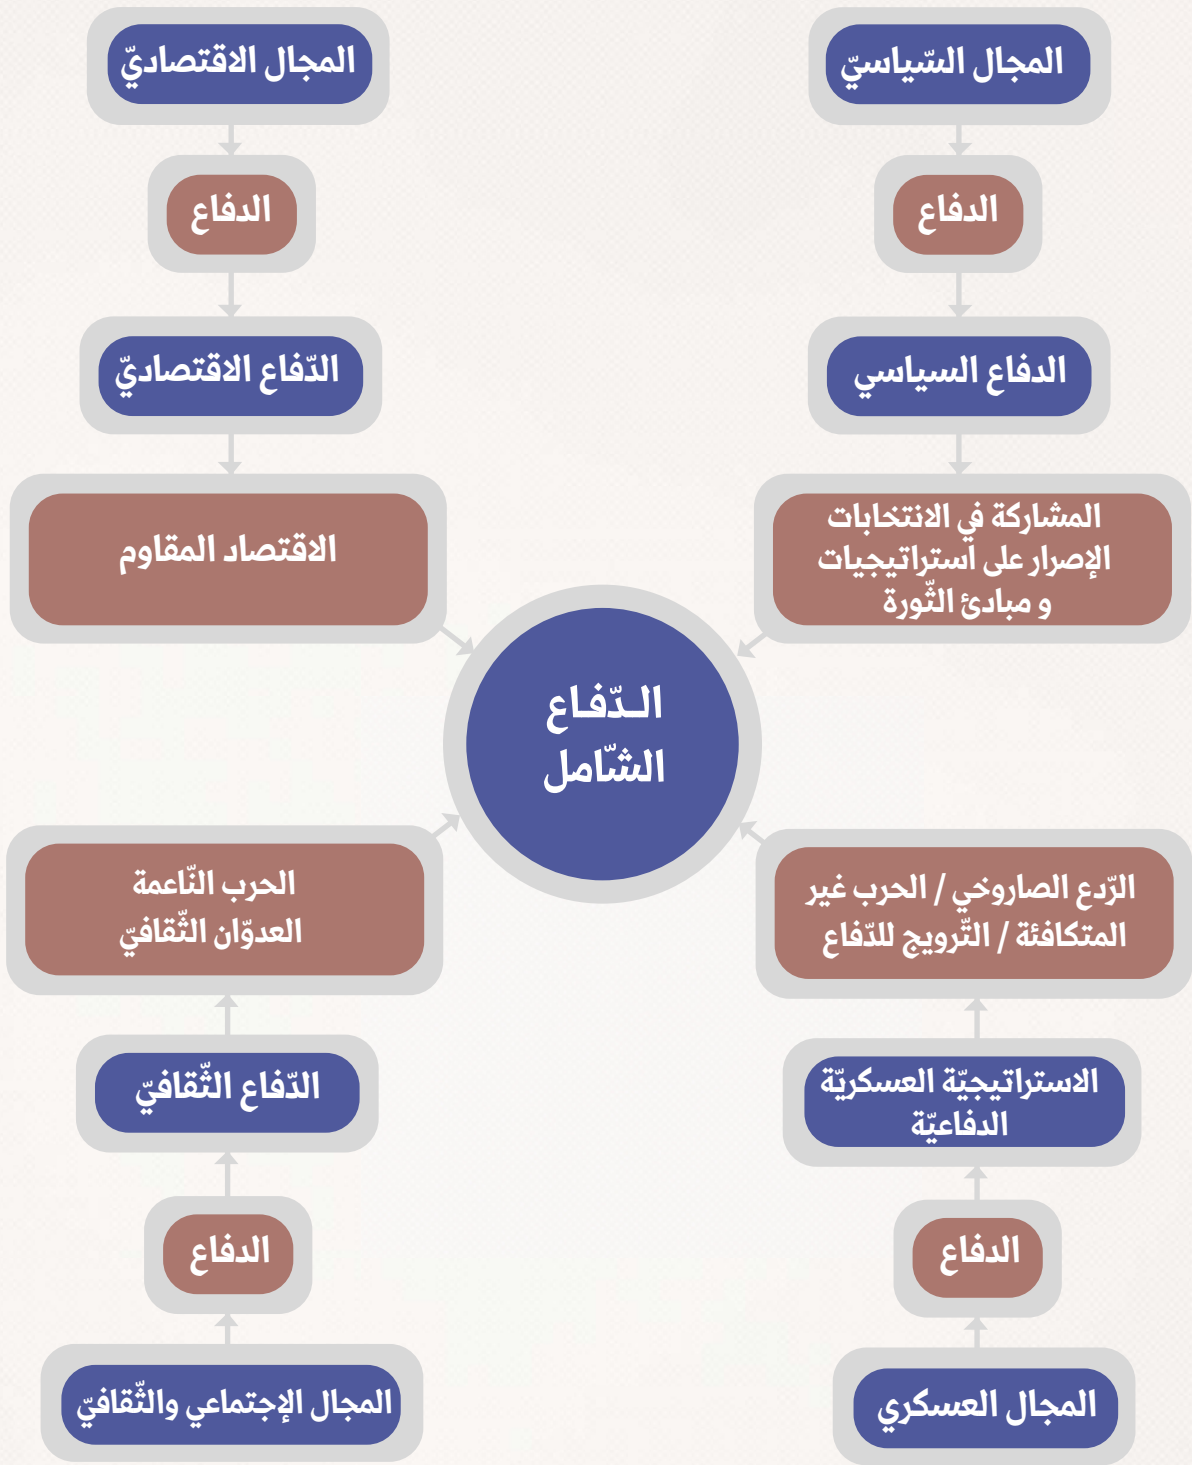 المجال السّياسيّ
الدفاع
الدفاع السياسي
المشاركة في الانتخابات
الإصرار على استراتيجيات
و مبادئ الثّورة
المجال الاقتصاديّ
الدفاع
الدّفاع الاقتصاديّ
الاقتصاد المقاوم
الـدّفـاع
الشّامل
الرّدع الصاروخي / الحرب غير
المتكافئة / التّرويج للدّفاع
الاستراتيجيّة العسكريّة
الدفاعيّة
الدفاع
المجال العسكري
الحرب النّاعمة
العدوّان الثّقافيّ
الدّفاع الثّقافيّ
الدفاع
المجال الإجتماعي والثّقافيّ